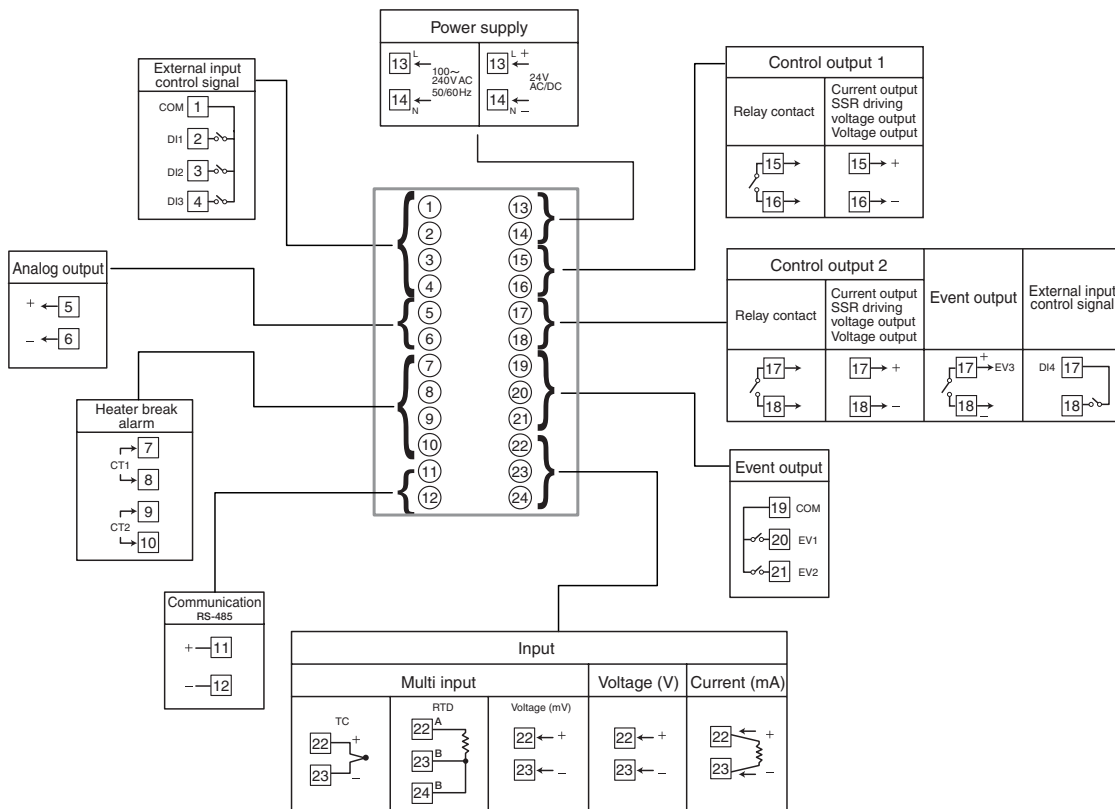 Power supply
13 L
14 N
100～
240V AC
50/60Hz
13 L +
14 N −
24V
AC/DC
External input
control signal
COM 1
DI1 2
DI2 3
DI3 4
Control output 1
Relay contact
Current output
SSR driving
voltage output
Voltage output
15
16
15 +
16 −
1
2
3
4
5
6
7
8
9
10
11
12
13
14
15
16
17
18
19
20
21
22
23
24
Analog output
+ 5
− 6
Control output 2
Relay contact
Current output
SSR driving
voltage output
Voltage output
Event output
External input
control signal
17
18
17 +
18 −
17 + EV3
18 −
DI4 17
18
Heater break
alarm
7
CT1
8
9
CT2
10
Event output
19 COM
20 EV1
21 EV2
Communication
RS-485
+ 11
− 12
Input
Multi input
Voltage (V)
Current (mA)
TC
22 +
23 −
RTD
22 A
23 B
24 B
Voltage (mV)
22 +
23 −
22 +
23 −
22 +
23 −